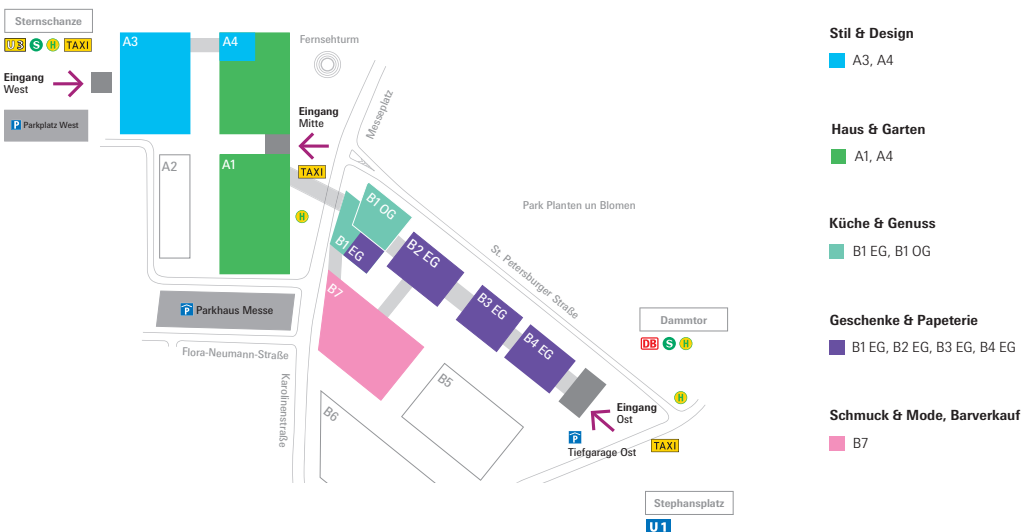 Sternschanze
U3 S H TAXI
Eingang
West
P Parkplatz West
A3
A4
Fernsehturm
Messeplatz
Eingang
Mitte
TAXI
A2
A1
H
B1 OG
B1 EG
B2 EG
B3 EG
B4 EG
B7
B5
B6
Park Planten un Blomen
St. Petersburger Straße
P Parkhaus Messe
Flora-Neumann-Straße
Karolinenstraße
Dammtor
DB S H
H
Eingang
Ost
P
Tiefgarage Ost
TAXI
Stephansplatz
U1
Stil & Design
A3, A4
Haus & Garten
A1, A4
Küche & Genuss
B1 EG, B1 OG
Geschenke & Papeterie
B1 EG, B2 EG, B3 EG, B4 EG
Schmuck & Mode, Barverkauf
B7